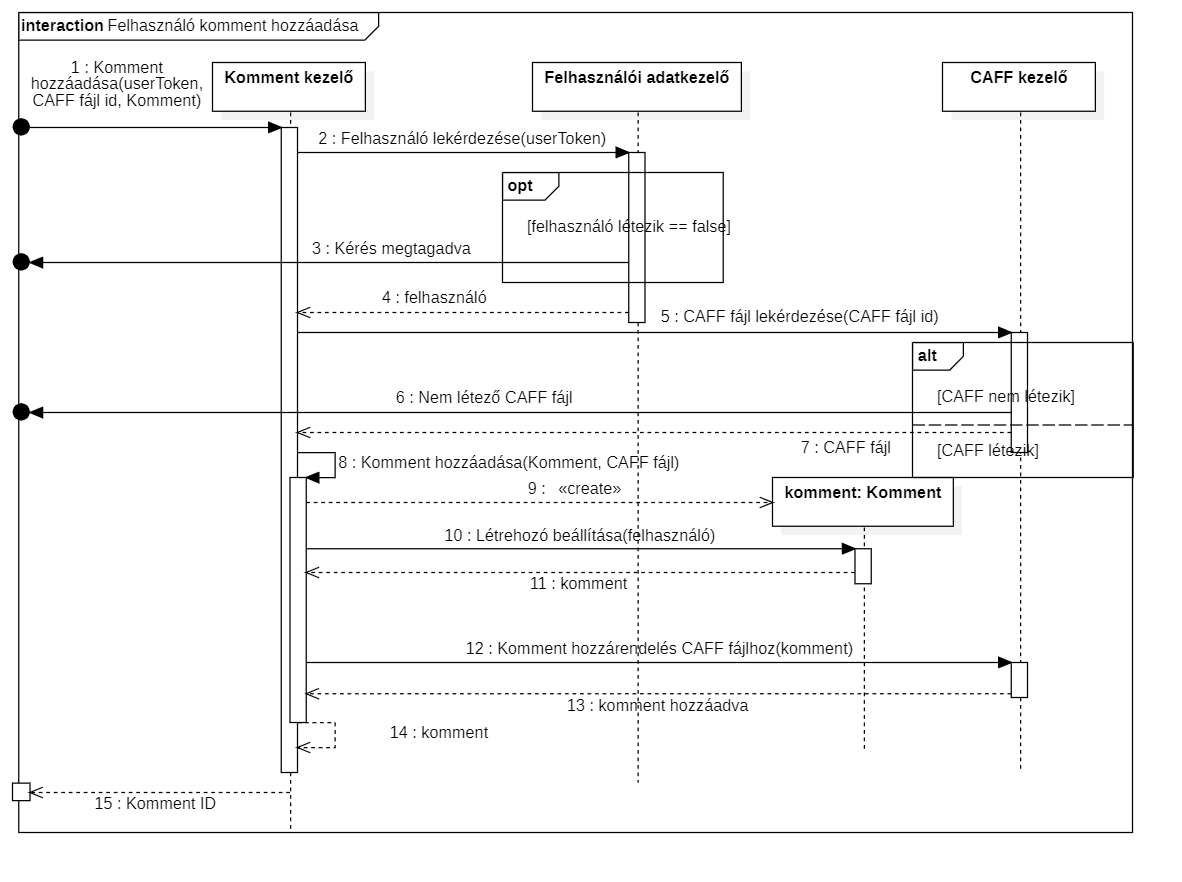 interaction Felhasználó komment hozzáadása
1 : Komment
hozzáadása(userToken,
CAFF fájl id, Komment)
Komment kezelő
Felhasználói adatkezelő
CAFF kezelő
2 : Felhasználó lekérdezése(userToken)
opt
[felhasználó létezik == false]
3 : Kérés megtagadva
4 : felhasználó
5 : CAFF fájl lekérdezése(CAFF fájl id)
alt
[CAFF nem létezik]
6 : Nem létező CAFF fájl
7 : CAFF fájl
[CAFF létezik]
8 : Komment hozzáadása(Komment, CAFF fájl)
9 : «create»
komment: Komment
10 : Létrehozó beállítása(felhasználó)
11 : komment
12 : Komment hozzárendelés CAFF fájlhoz(komment)
13 : komment hozzáadva
14 : komment
15 : Komment ID